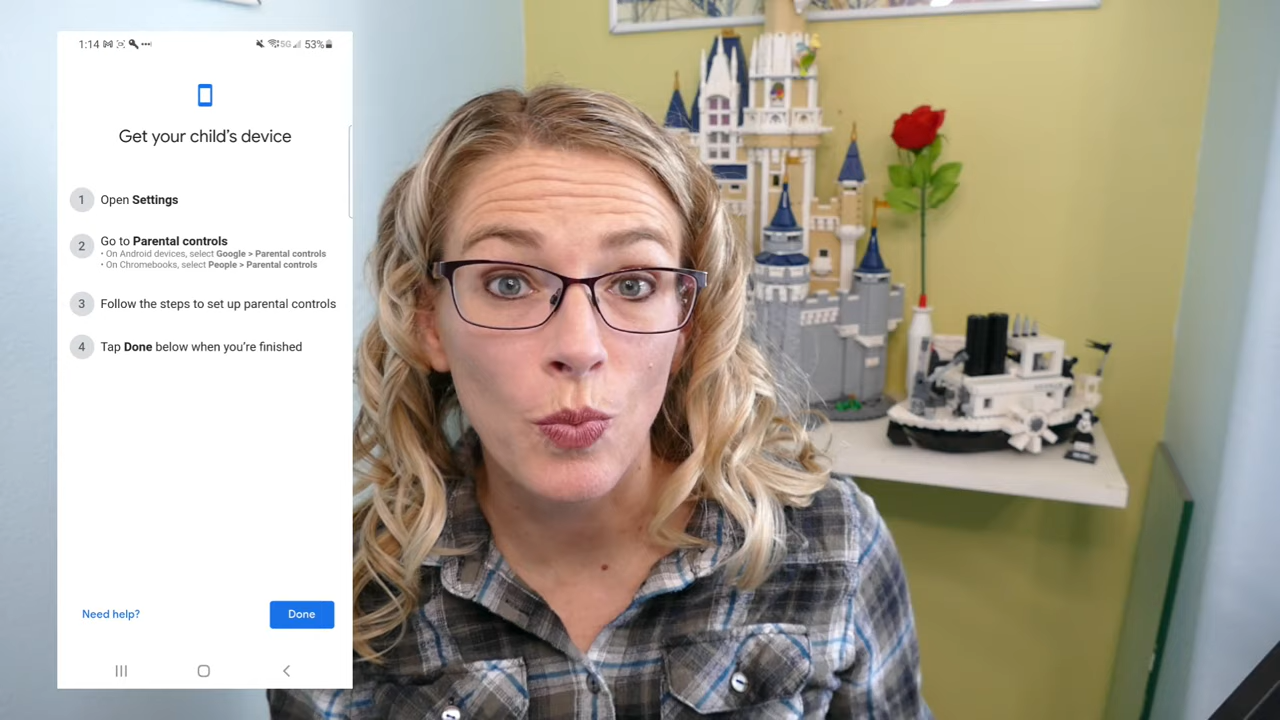 1:14
5G
53%
Get your child's device
1 Open Settings
2 Go to Parental controls
• On Android devices, select Google > Parental controls
• On Chromebooks, select People > Parental controls
3 Follow the steps to set up parental controls
4 Tap Done below when you're finished
Need help?
Done